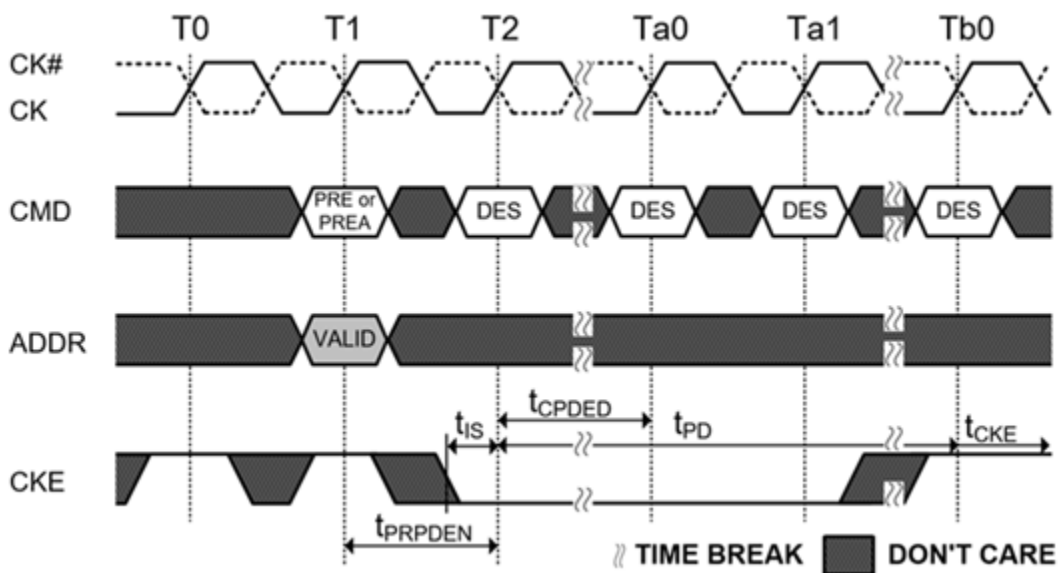 T0 T1 T2 Ta0 Ta1 Tb0
CK#
CK
CMD PRE or PREA DES DES DES DES
ADDR VALID
tIS tCPDED tPD tCKE
CKE
tPRPDEN
TIME BREAK DON'T CARE